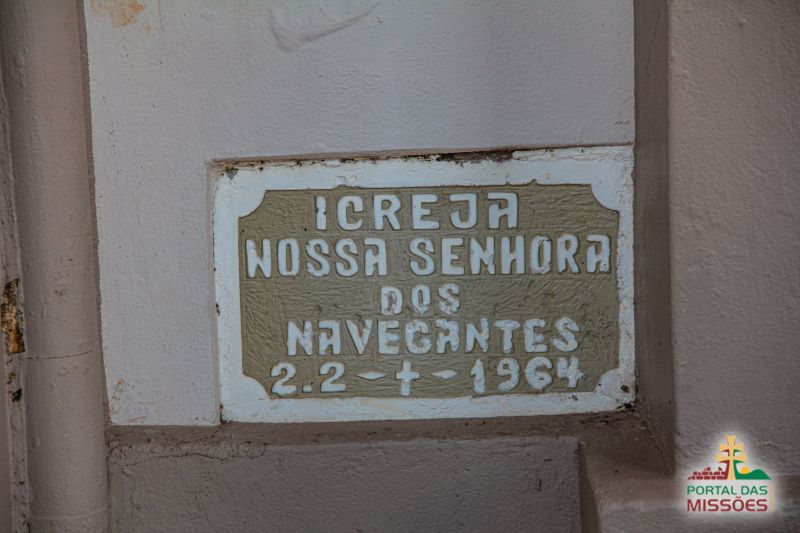 IGREJA
NOSSA SENHORA
DOS
NAVEGANTES
2.2 - + - 1964
PORTAL DAS
MISSÕES